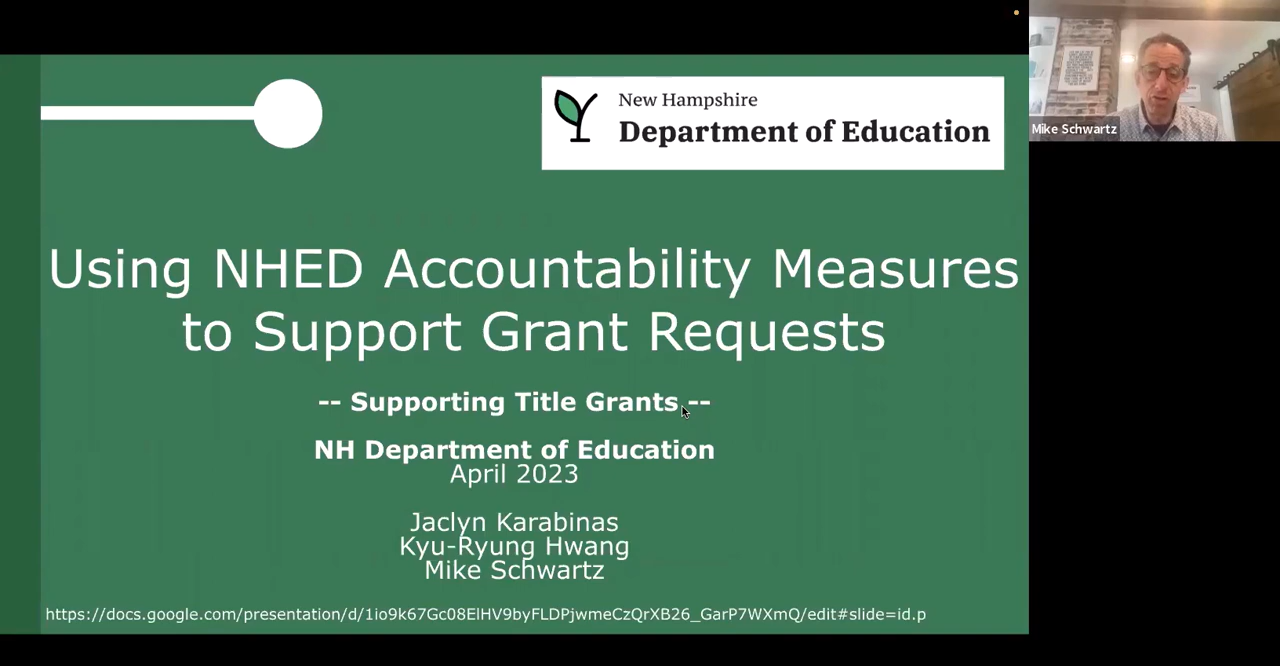 New Hampshire
Department of Education
Mike Schwartz
Using NHED Accountability Measures
to Support Grant Requests
-- Supporting Title Grants --
NH Department of Education
April 2023
Jaclyn Karabinas
Kyu-Ryung Hwang
Mike Schwartz
https://docs.google.com/presentation/d/1io9k67Gc08ElHV9byFLDPjwmeCzQrXB26_GarP7WXmQ/edit#slide=id.p